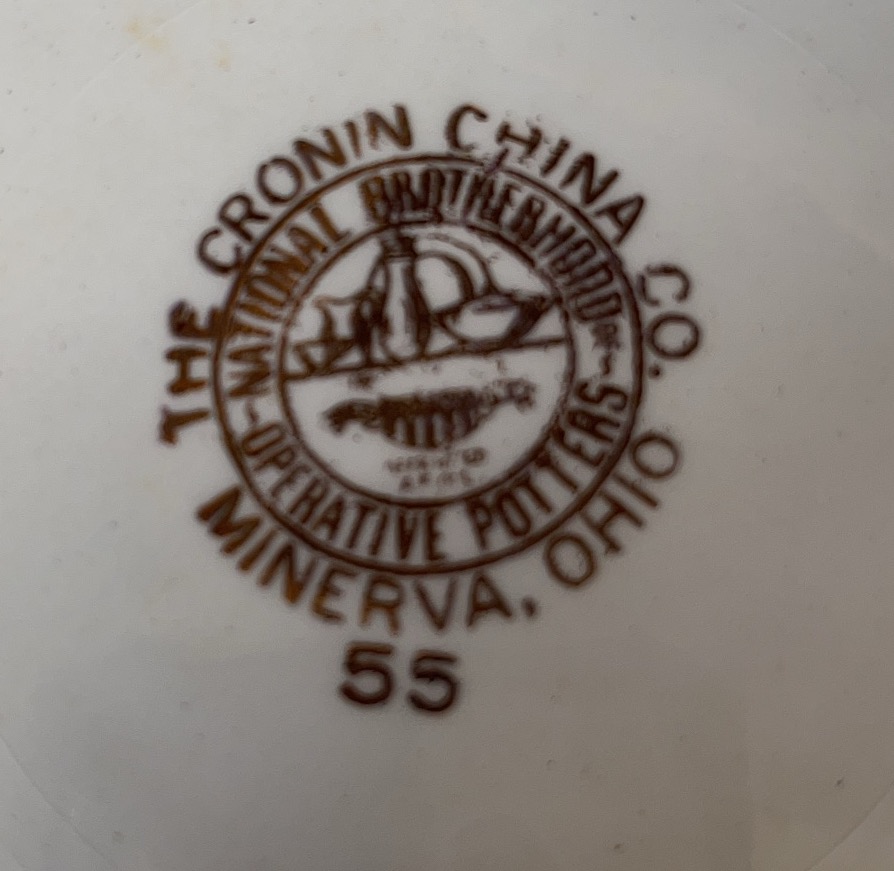 THE CRONIN CHINA CO.
NATIONAL BROTHERHOOD OF
OPERATIVE POTTERS
MINERVA, OHIO
55